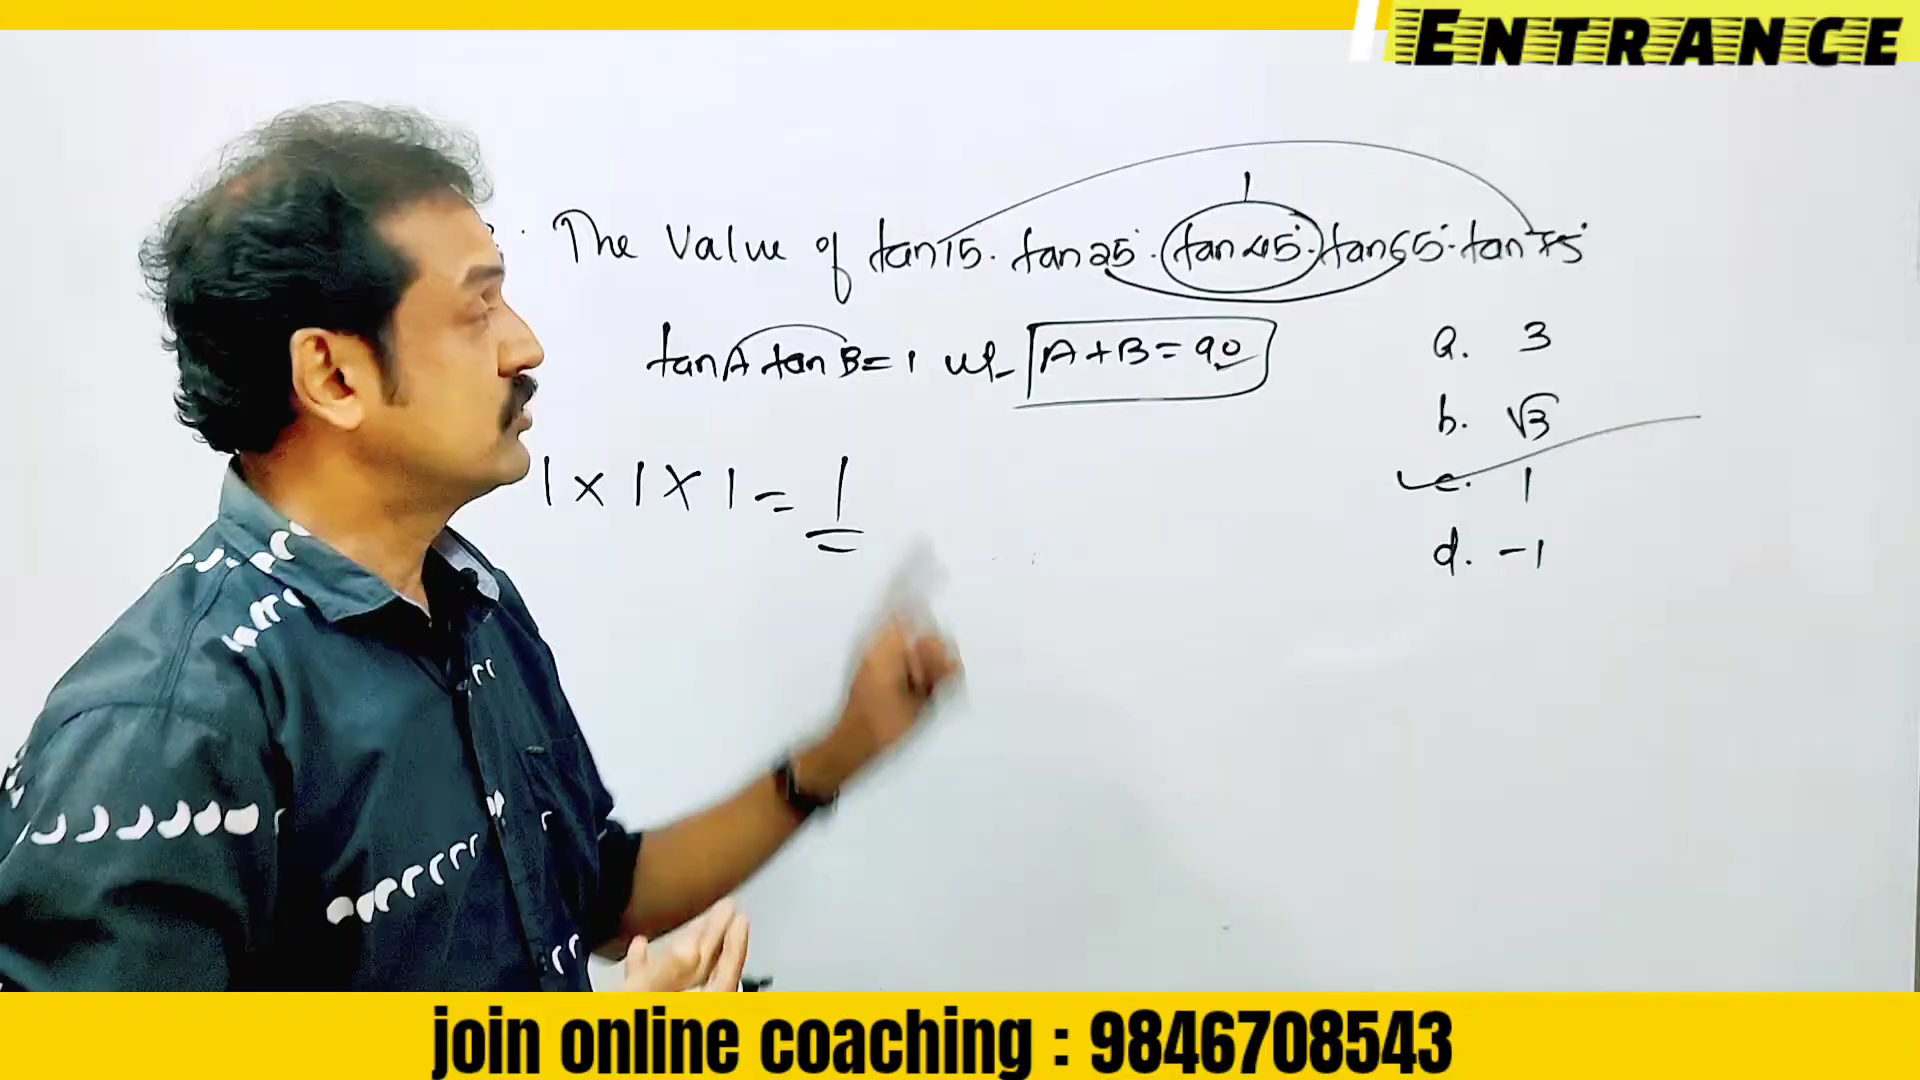 ENTRANCE
The value of tan15. tan25°. tan45°. tan65°. tan75°
1
tanA tanB = 1 if A+B = 90
a. 3
b. √3
c. 1
d. -1
1 x 1 x 1 = 1
join online coaching : 9846708543